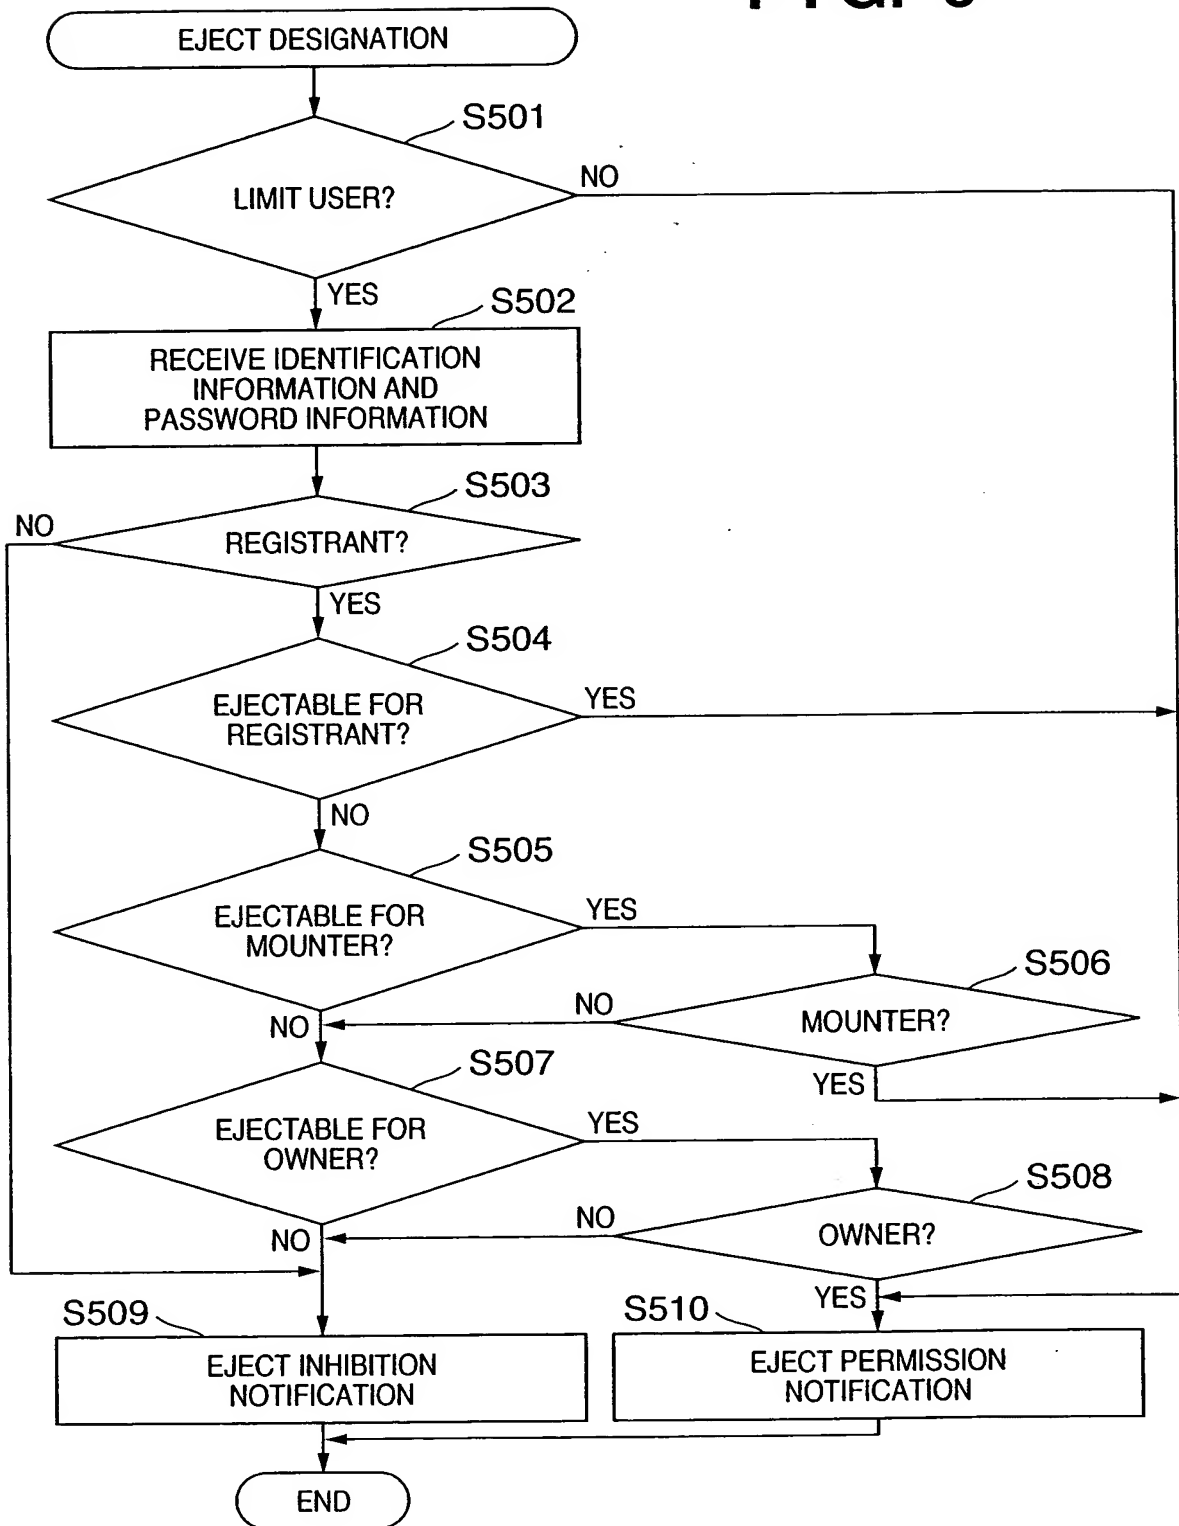 EJECT DESIGNATION
S501
LIMIT USER?
NO
YES
S502
RECEIVE IDENTIFICATION
INFORMATION AND
PASSWORD INFORMATION
S503
NO
REGISTRANT?
YES
S504
EJECTABLE FOR
REGISTRANT?
YES
NO
S505
EJECTABLE FOR
MOUNTER?
YES
S506
MOUNTER?
NO
NO
YES
S507
EJECTABLE FOR
OWNER?
YES
S508
OWNER?
NO
NO
YES
S509
EJECT INHIBITION
NOTIFICATION
S510
EJECT PERMISSION
NOTIFICATION
END